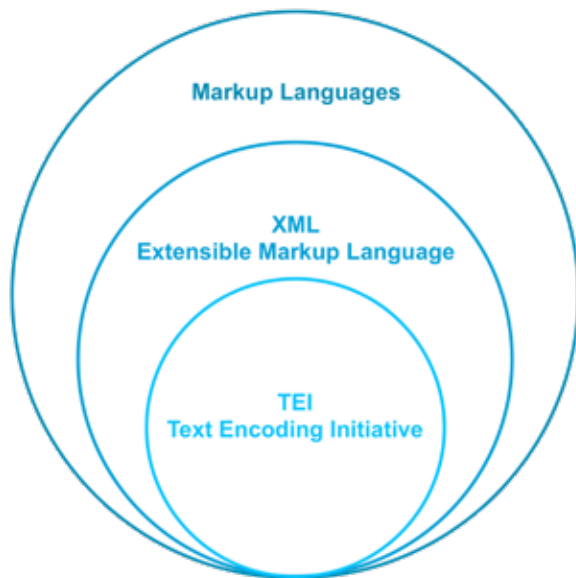 Markup Languages
XML
Extensible Markup Language
TEI
Text Encoding Initiative